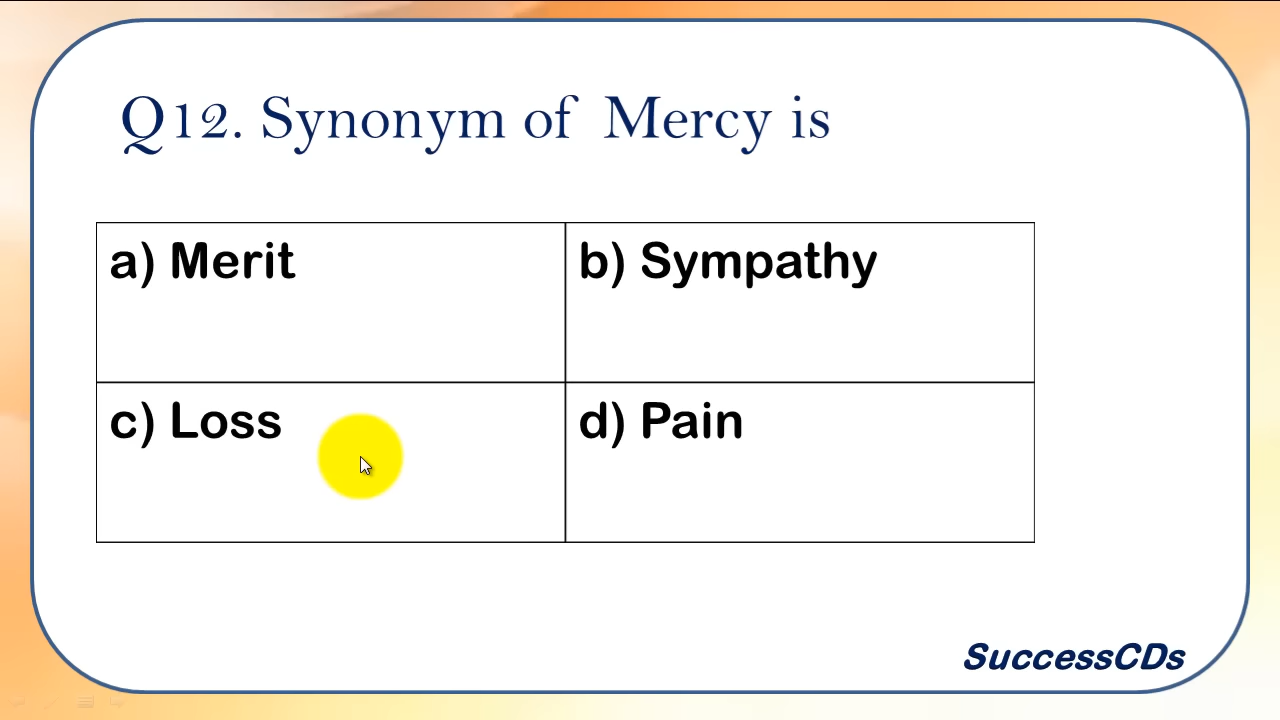 Q12. Synonym of Mercy is
a) Merit
b) Sympathy
c) Loss
d) Pain
SuccessCDs